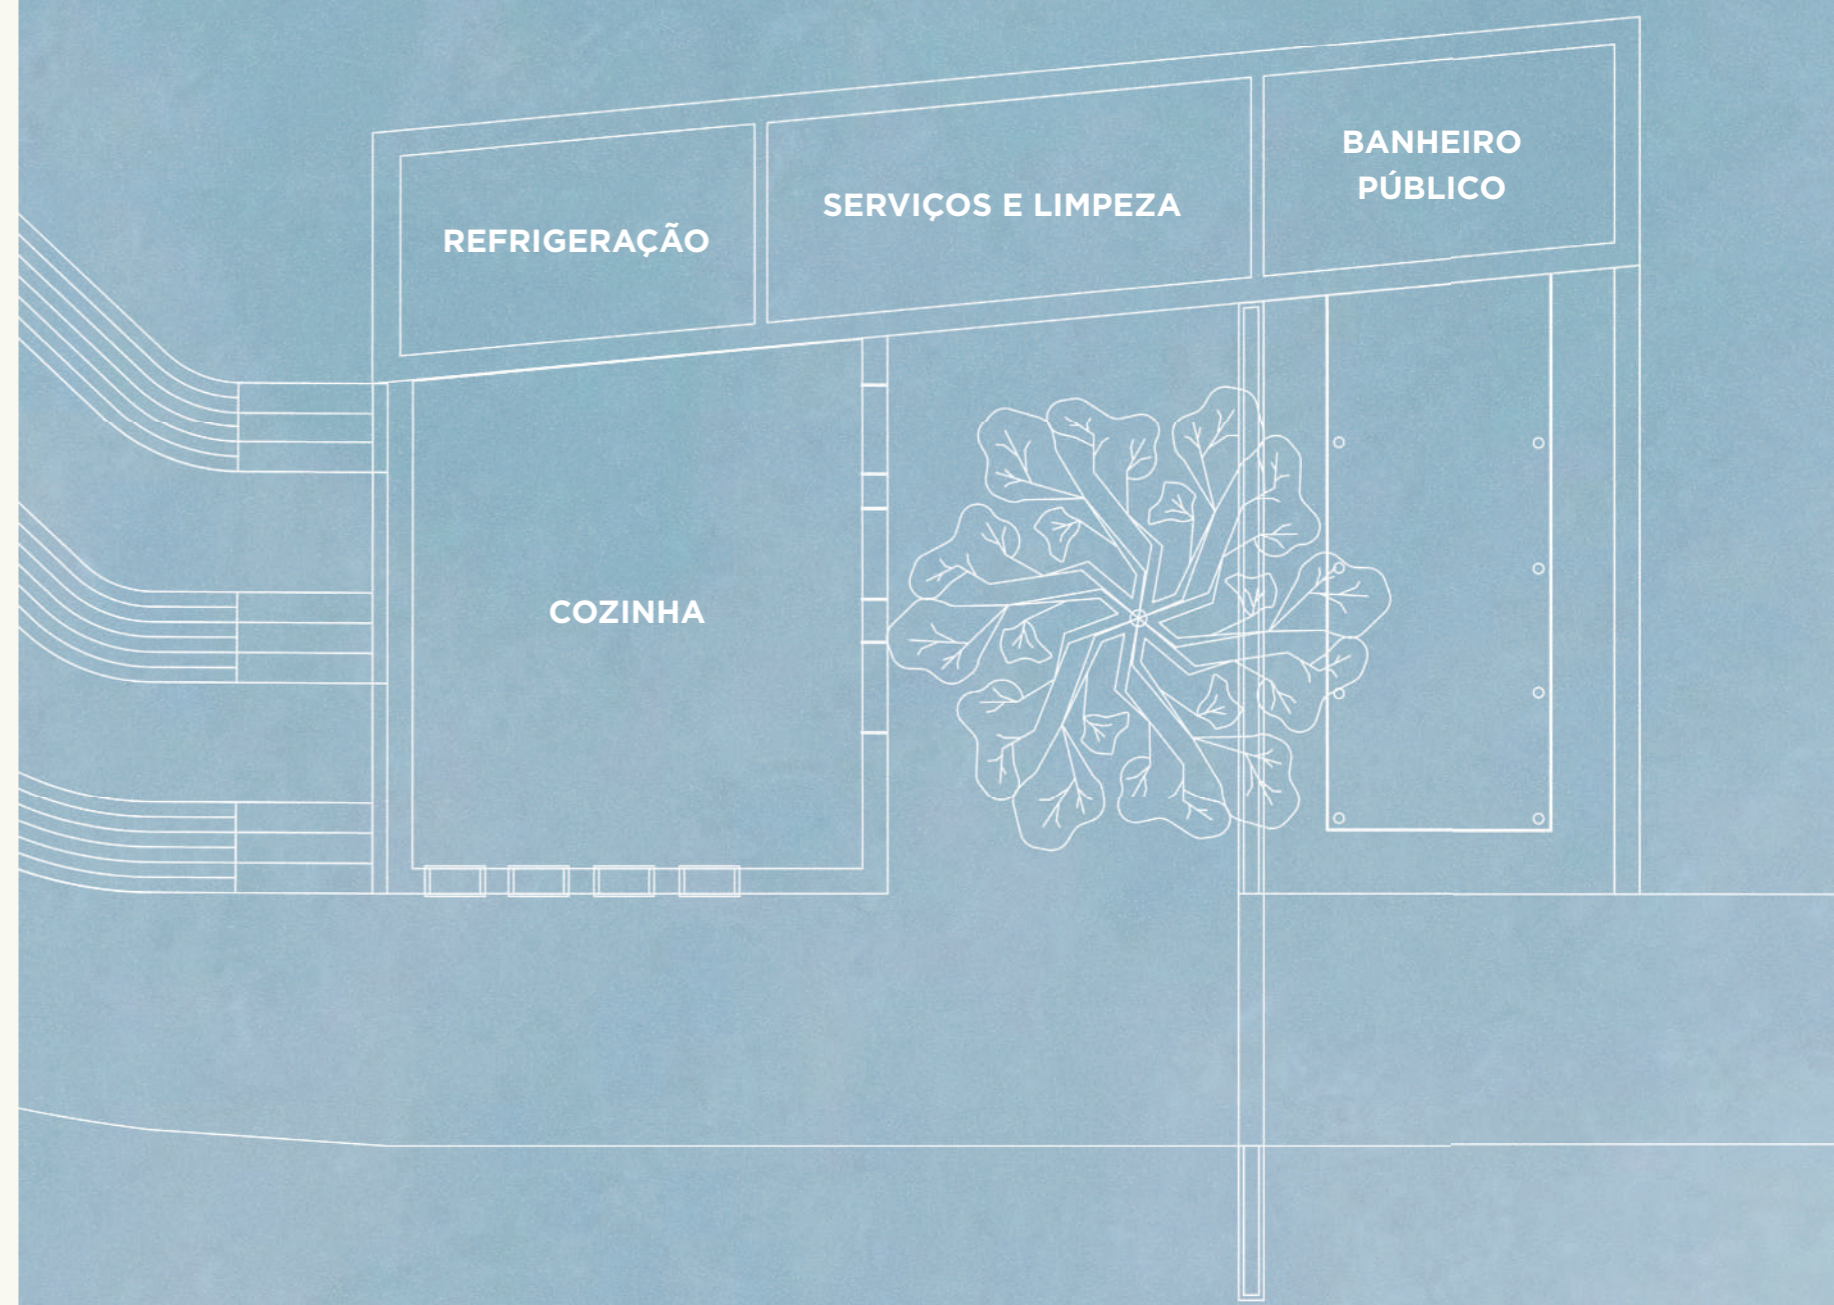 REFRIGERAÇÃO
SERVIÇOS E LIMPEZA
BANHEIRO
PÚBLICO
COZINHA